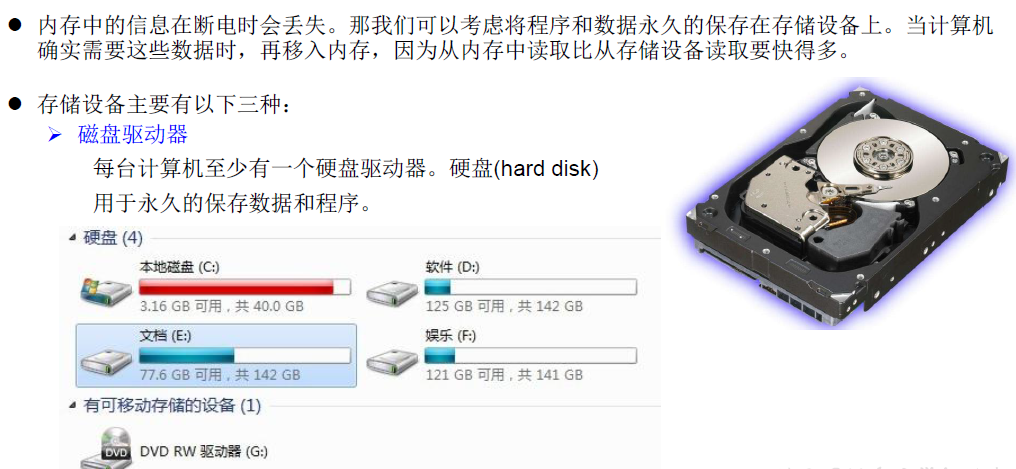 ● 内存中的信息在断电时会丢失。那我们可以考虑将程序和数据永久的保存在存储设备上。当计算机
确实需要这些数据时，再移入内存，因为从内存中读取比从存储设备读取要快得多。
● 存储设备主要有以下三种：
➢ 磁盘驱动器
每台计算机至少有一个硬盘驱动器。硬盘(hard disk)
用于永久的保存数据和程序。
硬盘 (4)
本地磁盘 (C:)
3.16 GB 可用，共 40.0 GB
软件 (D:)
125 GB 可用，共 142 GB
文档 (E:)
77.6 GB 可用，共 142 GB
娱乐 (F:)
121 GB 可用，共 141 GB
有可移动存储的设备 (1)
DVD
DVD RW 驱动器 (G:)